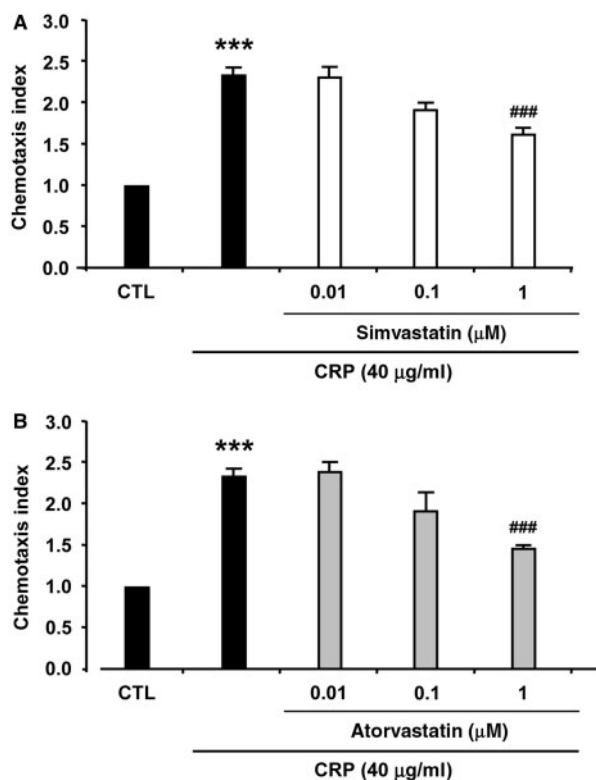 A
3.0
***
2.5
2.0
###
1.5
1.0
0.5
0.0
Chemotaxis index
CTL 0.01 0.1 1
Simvastatin (μM)
CRP (40 μg/ml)
B
3.0
***
2.5
2.0
###
1.5
1.0
0.5
0.0
Chemotaxis index
CTL 0.01 0.1 1
Atorvastatin (μM)
CRP (40 μg/ml)